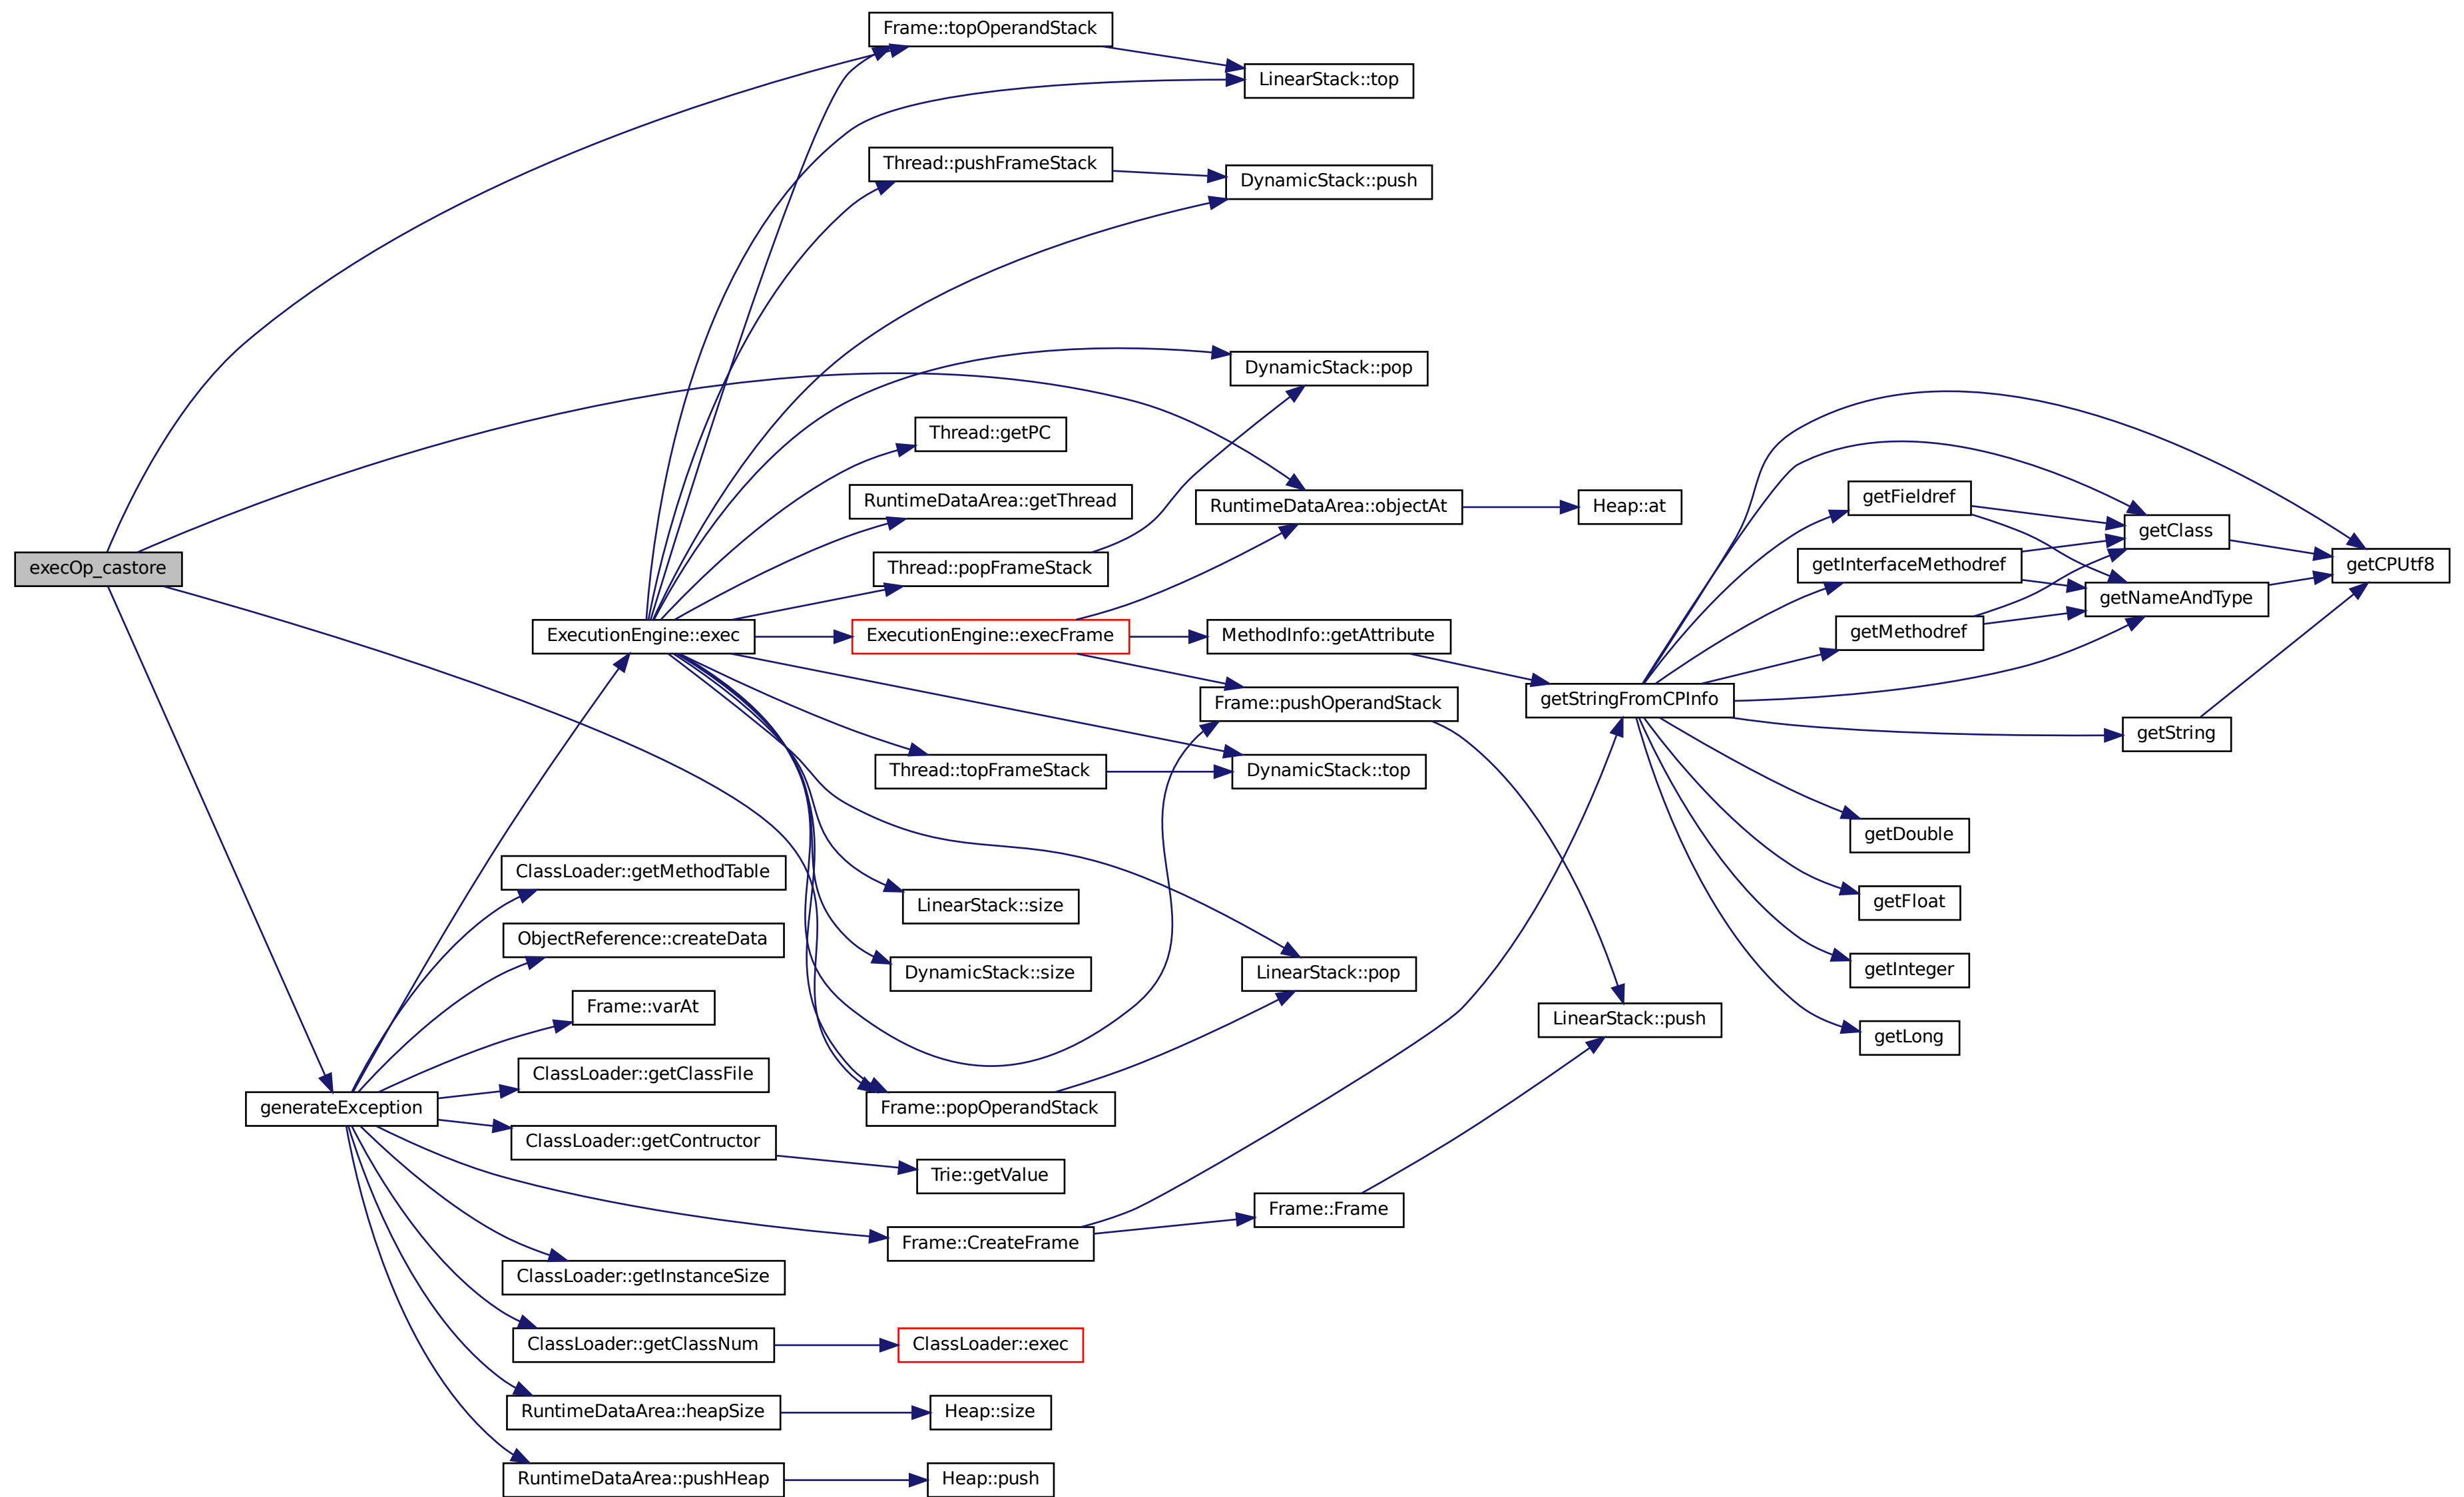 Frame::topOperandStack
LinearStack::top
Thread::pushFrameStack
DynamicStack::push
DynamicStack::pop
Thread::getPC
RuntimeDataArea::getThread
RuntimeDataArea::objectAt
Heap::at
getFieldref
getClass
execOp_castore
Thread::popFrameStack
getInterfaceMethodref
getCPUtf8
getNameAndType
ExecutionEngine::exec
ExecutionEngine::execFrame
MethodInfo::getAttribute
getMethodref
Frame::pushOperandStack
getStringFromCPInfo
getString
Thread::topFrameStack
DynamicStack::top
getDouble
ClassLoader::getMethodTable
LinearStack::size
getFloat
ObjectReference::createData
DynamicStack::size
LinearStack::pop
getInteger
Frame::varAt
LinearStack::push
getLong
ClassLoader::getClassFile
generateException
Frame::popOperandStack
ClassLoader::getContructor
Trie::getValue
Frame::Frame
Frame::CreateFrame
ClassLoader::getInstanceSize
ClassLoader::getClassNum
ClassLoader::exec
RuntimeDataArea::heapSize
Heap::size
RuntimeDataArea::pushHeap
Heap::push